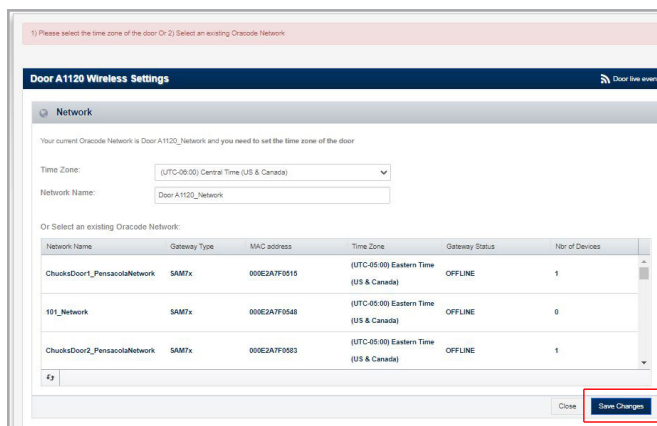 1) Please select the time zone of the door Or 2) Select an existing Oracode Network
Door A1120 Wireless Settings
Door live even
Network
Your current Oracode Network is Door A1120_Network and you need to set the time zone of the door
Time Zone:
(UTC-06:00) Central Time (US & Canada)
Network Name:
Door A1120_Network
Or Select an existing Oracode Network:
Network Name Gateway Type MAC address Time Zone Gateway Status Nbr of Devices
ChucksDoor1_PensacolaNetwork SAM7x 000E2A7F0515 (UTC-05:00) Eastern Time (US & Canada) OFFLINE 1
101_Network SAM7x 000E2A7F0548 (UTC-05:00) Eastern Time (US & Canada) OFFLINE 0
ChucksDoor2_PensacolaNetwork SAM7x 000E2A7F0583 (UTC-05:00) Eastern Time (US & Canada) OFFLINE 1
Close Save Changes